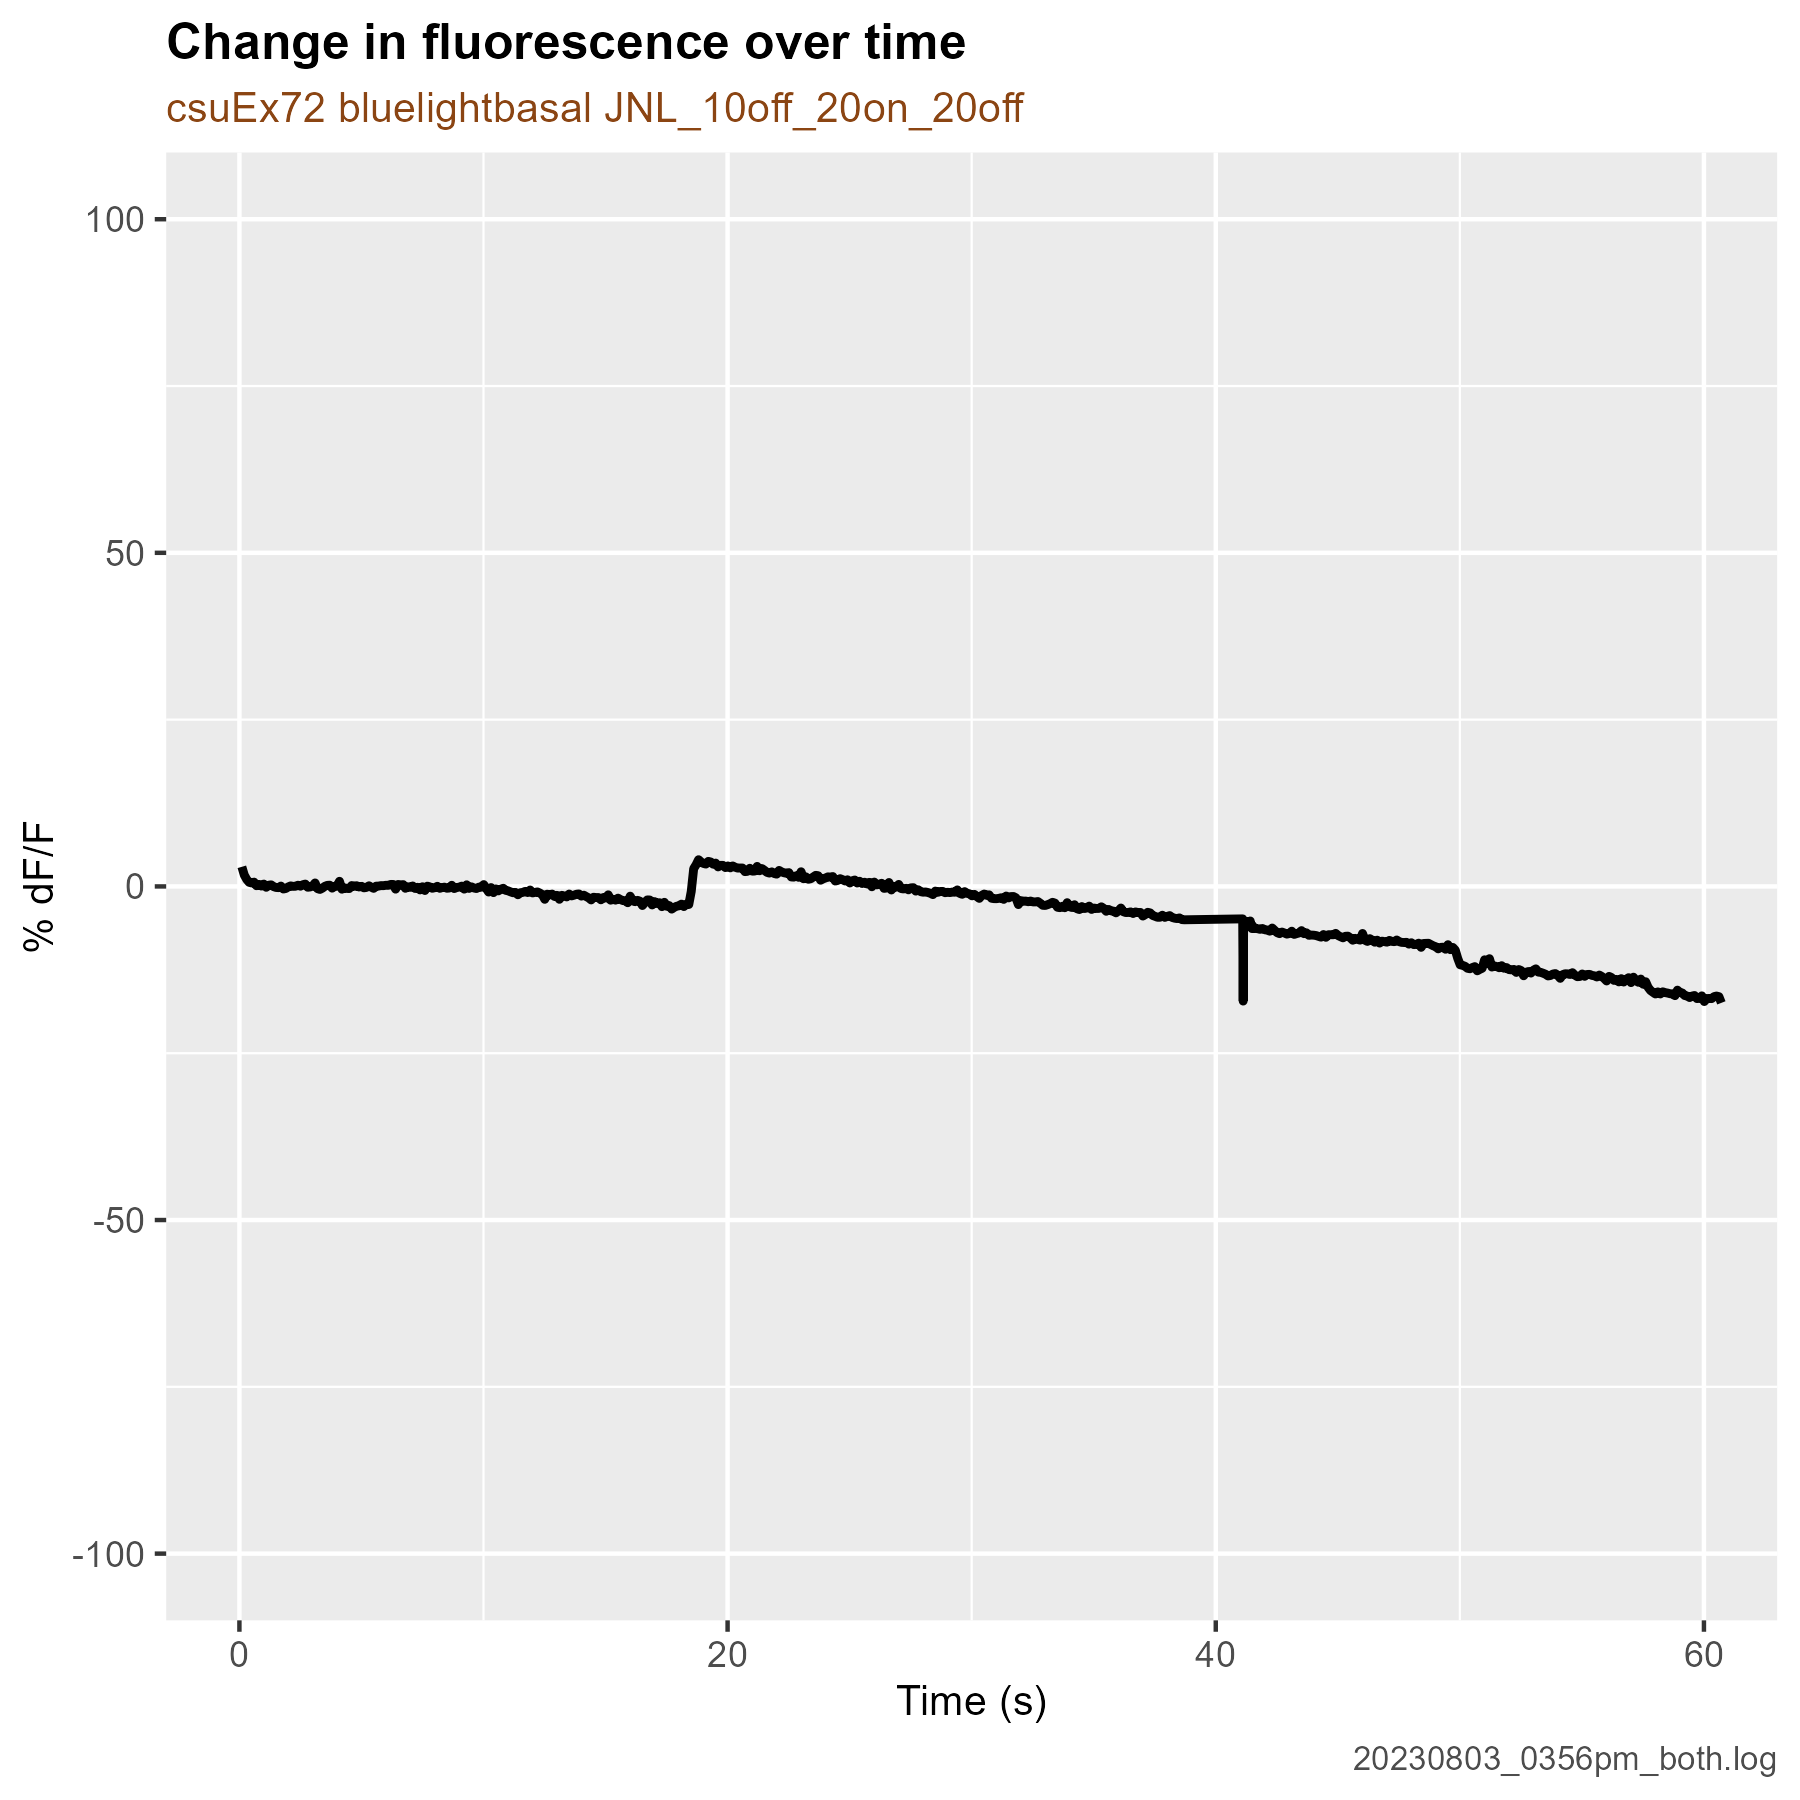 Change in fluorescence over time
csuEx72 bluelightbasal JNL_10off_20on_20off
100
50
0
-50
-100
% dF/F
0 20 40 60
Time (s)
20230803_0356pm_both.log